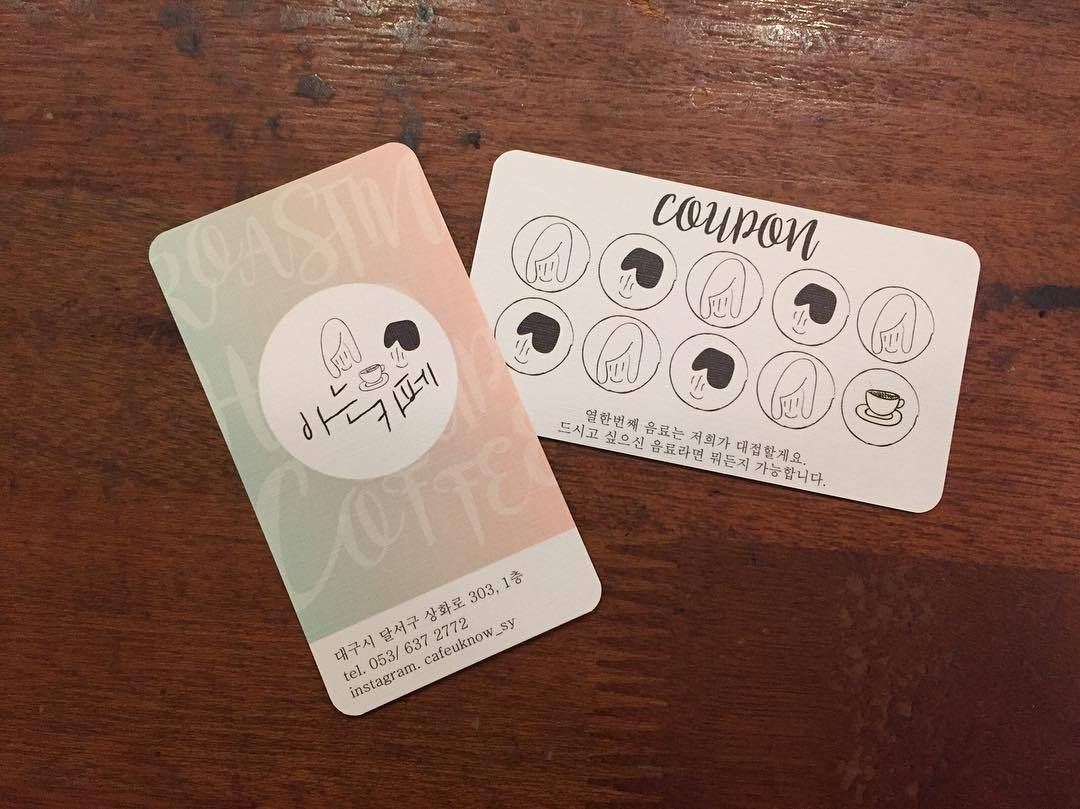 ROASTIN
COFFEE
아는카페
대구시 달서구 상화로 303, 1층
tel. 053/ 637 2772
instagram. cafeuknow_sy
COUPON
열한번째 음료는 저희가 대접할게요.
드시고 싶으신 음료라면 뭐든지 가능합니다.